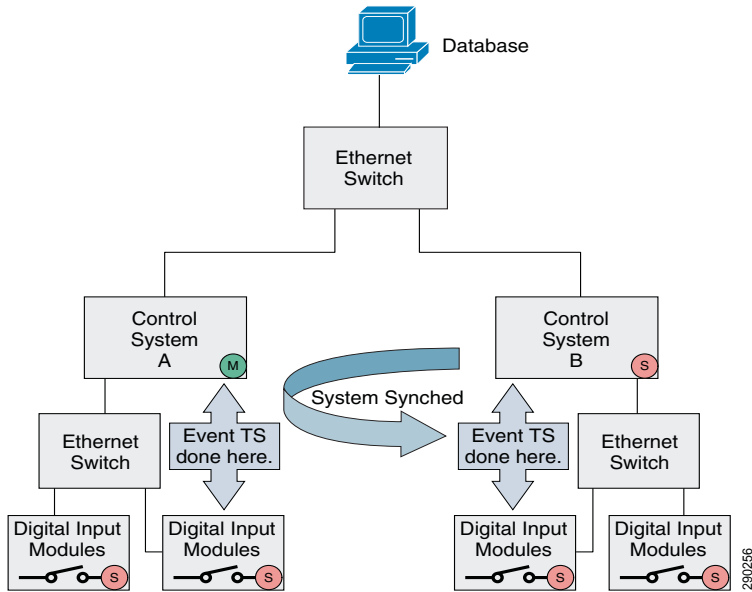 Database
Ethernet
Switch
Control
System
A
M
Control
System
B
S
System Synched
Ethernet
Switch
Event TS
done here.
Event TS
done here.
Ethernet
Switch
Digital Input
Modules
S
Digital Input
Modules
S
Digital Input
Modules
S
Digital Input
Modules
S
290256